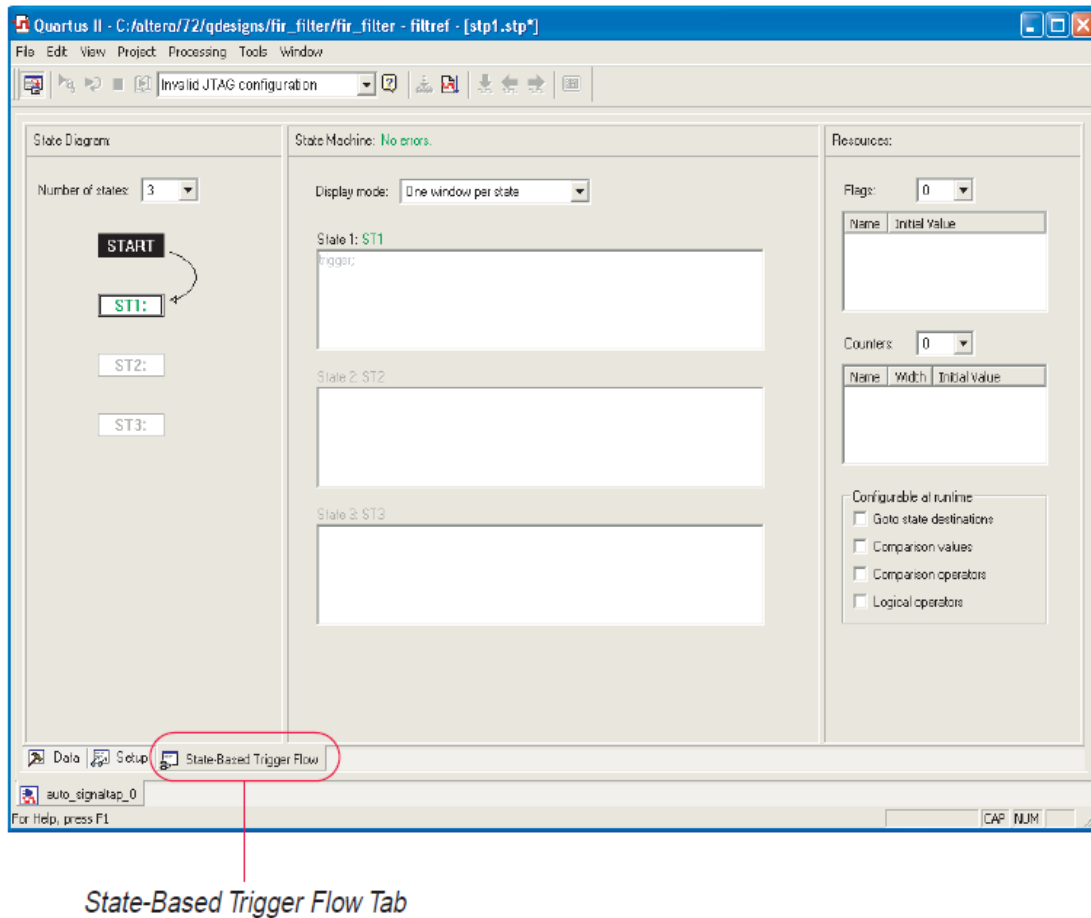 Quartus II - C:/altera/72/qdesigns/fir_filter/fir_filter - filtref - [stp1.stp*]
File Edit View Project Processing Tools Window
Invalid JTAG configuration
State Diagram:
State Machine: No errors.
Resources:
Number of states: 3
Display mode: One window per state
Flags: 0
Name Initial Value
START
State 1: ST1
trigger;
ST1:
Counters: 0
ST2:
State 2: ST2
Name Width Initial Value
ST3:
Configurable at runtime
State 3: ST3
Goto state destinations
Comparison values
Comparison operators
Logical operators
Data Setup State-Based Trigger Flow
auto_signaltap_0
For Help, press F1
CAP NUM
State-Based Trigger Flow Tab